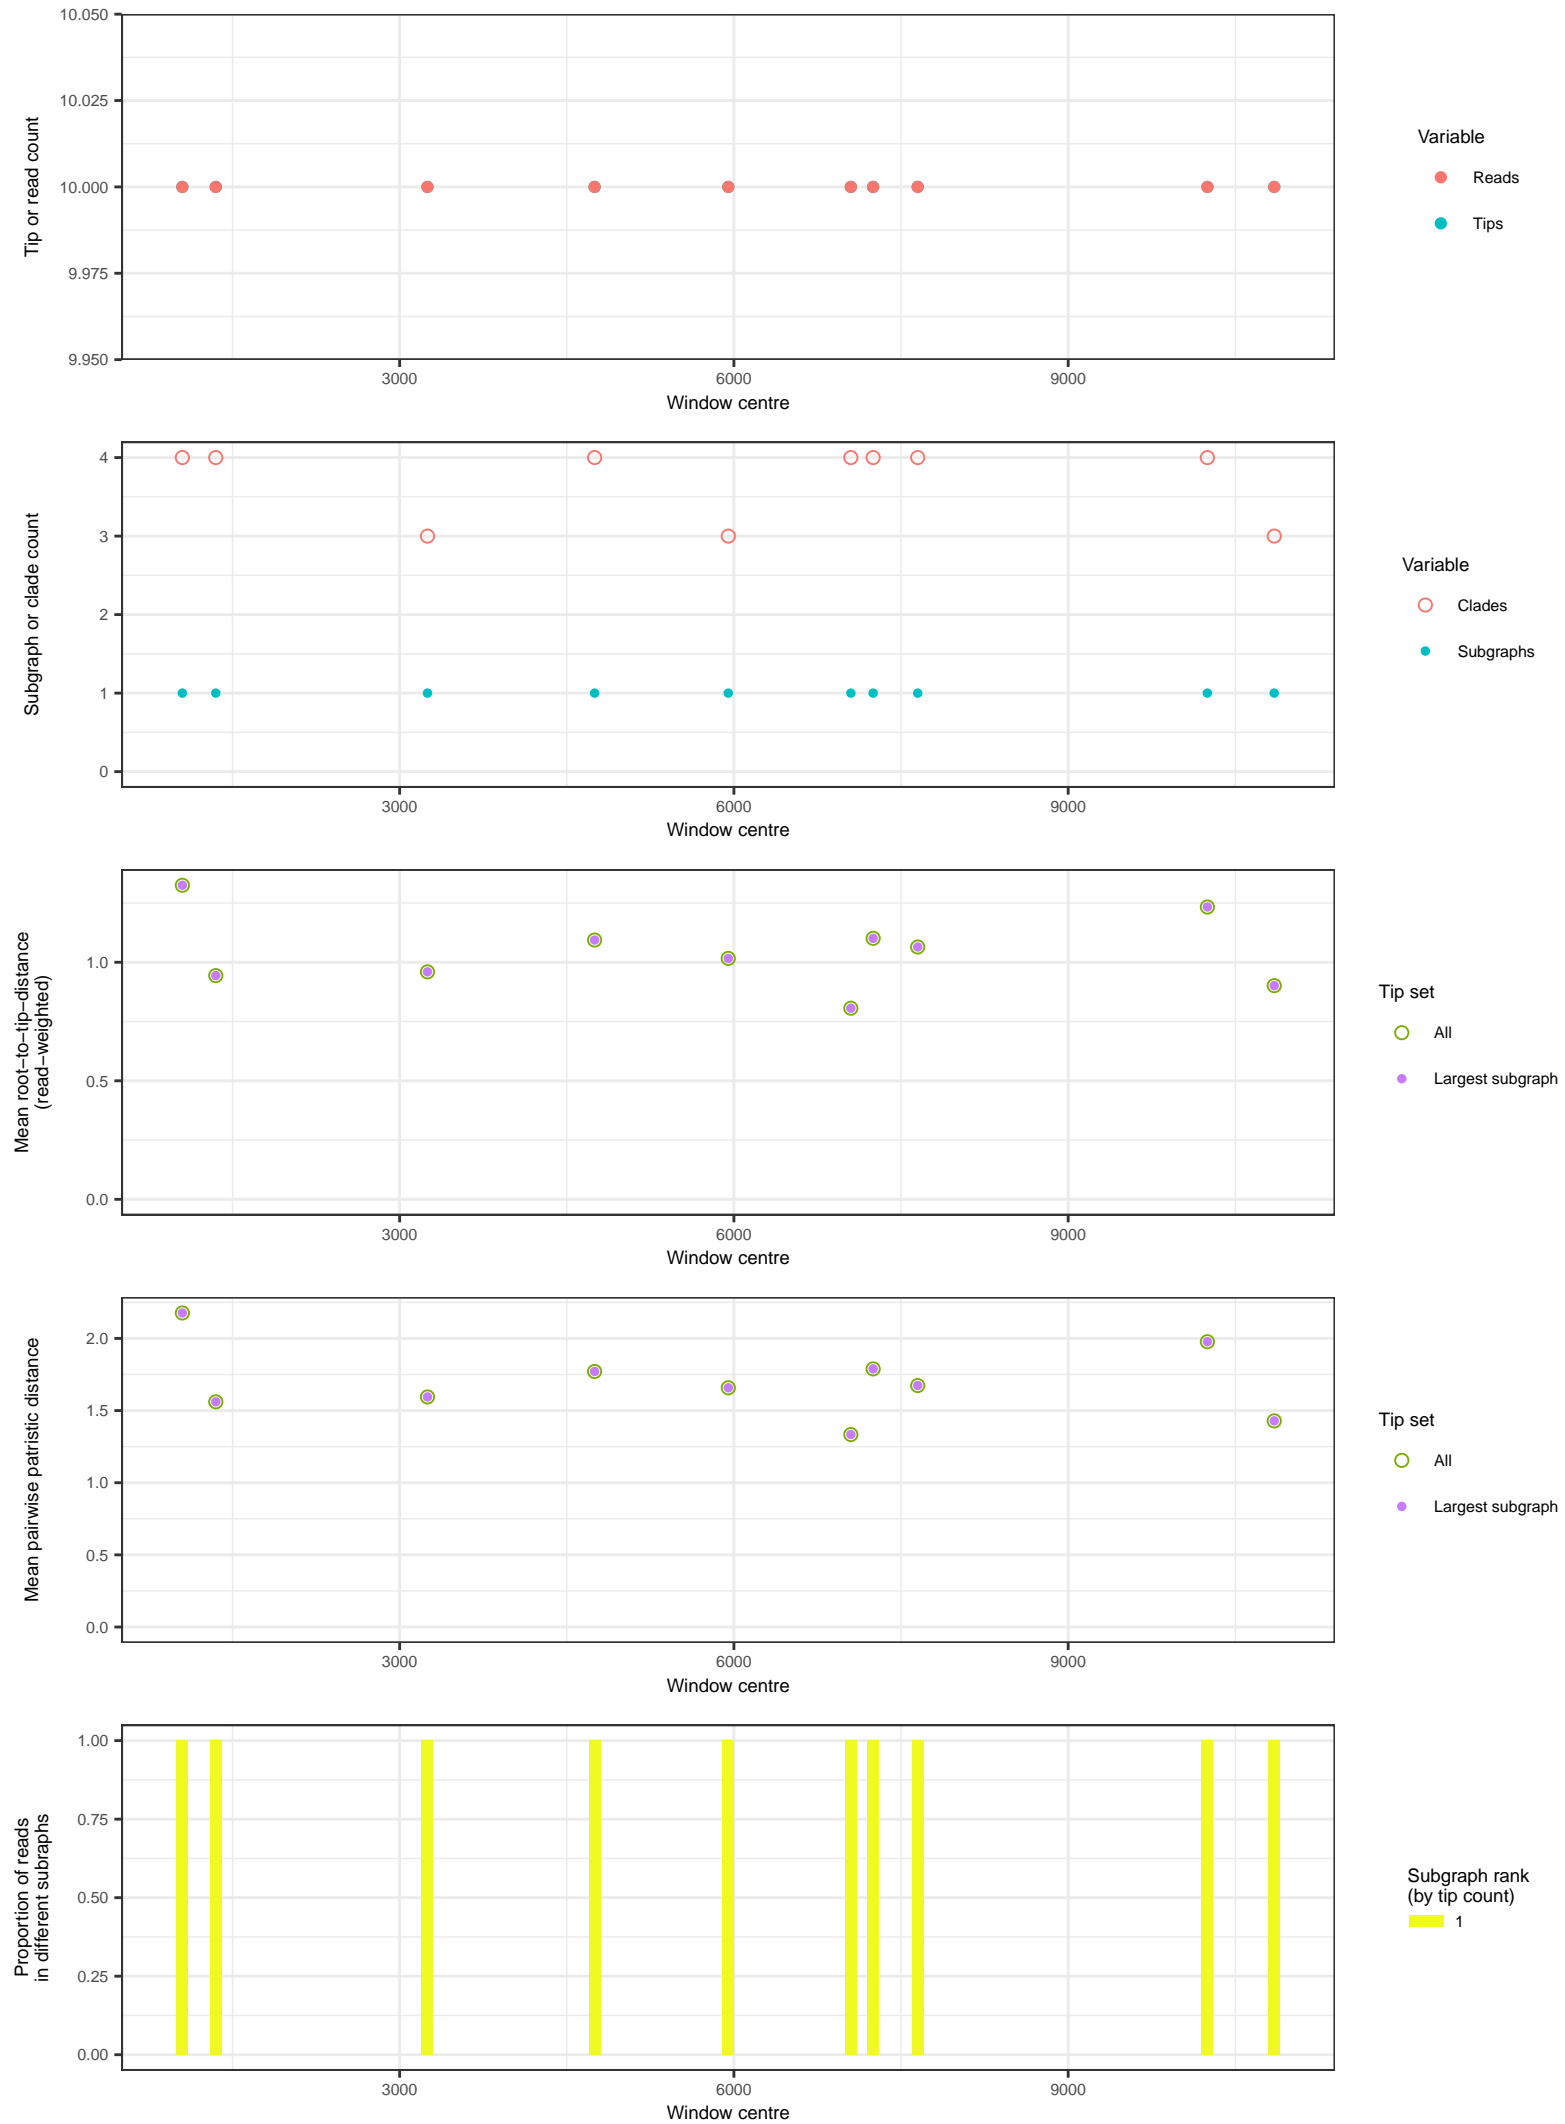 10.050
10.025
10.000
9.975
9.950
Tip or read count
3000
6000
9000
Window centre
Variable
Reads
Tips
4
3
2
1
0
Subgraph or clade count
3000
6000
9000
Window centre
Variable
Clades
Subgraphs
1.0
0.5
0.0
Mean root−to−tip−distance
(read−weighted)
3000
6000
9000
Window centre
Tip set
All
Largest subgraph
2.0
1.5
1.0
0.5
0.0
Mean pairwise patristic distance
3000
6000
9000
Window centre
Tip set
All
Largest subgraph
1.00
0.75
0.50
0.25
0.00
Proportion of reads
in different subraphs
3000
6000
9000
Window centre
Subgraph rank
(by tip count)
1